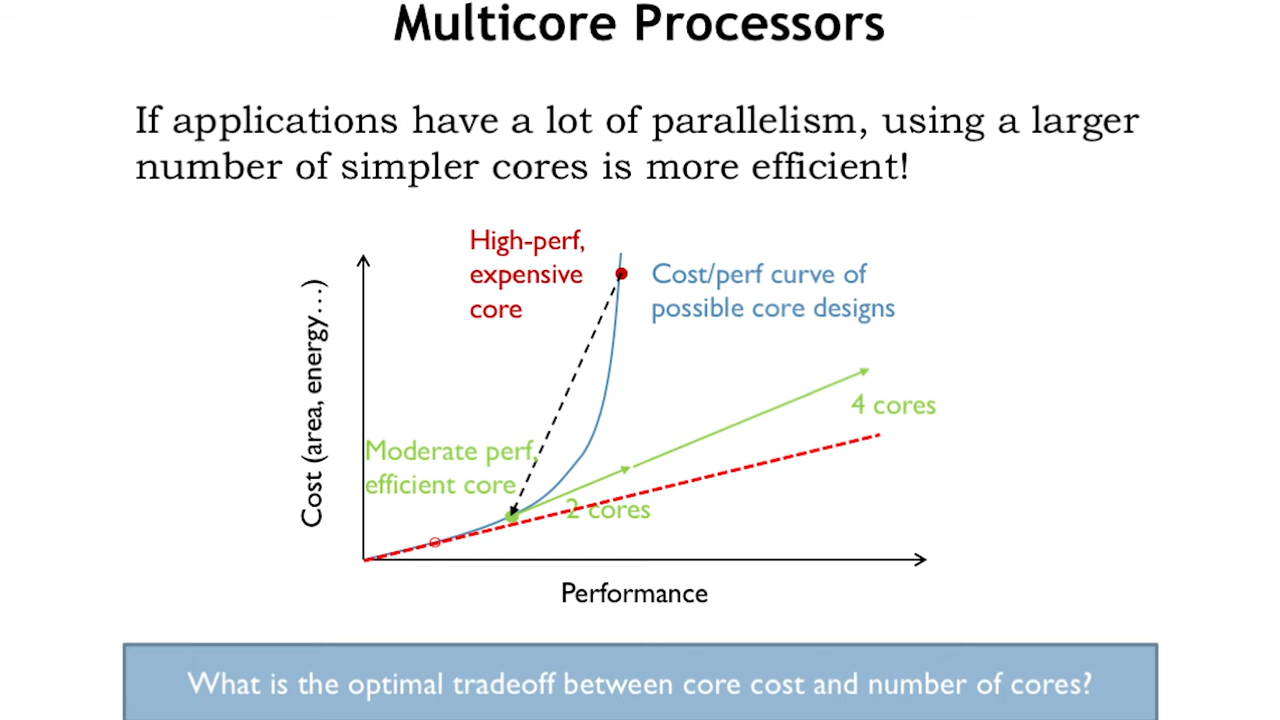 Multicore Processors
If applications have a lot of parallelism, using a larger
number of simpler cores is more efficient!
High-perf,
expensive
core
Cost/perf curve of
possible core designs
Cost (area, energy…)
4 cores
Moderate perf,
efficient core
2 cores
Performance
What is the optimal tradeoff between core cost and number of cores?